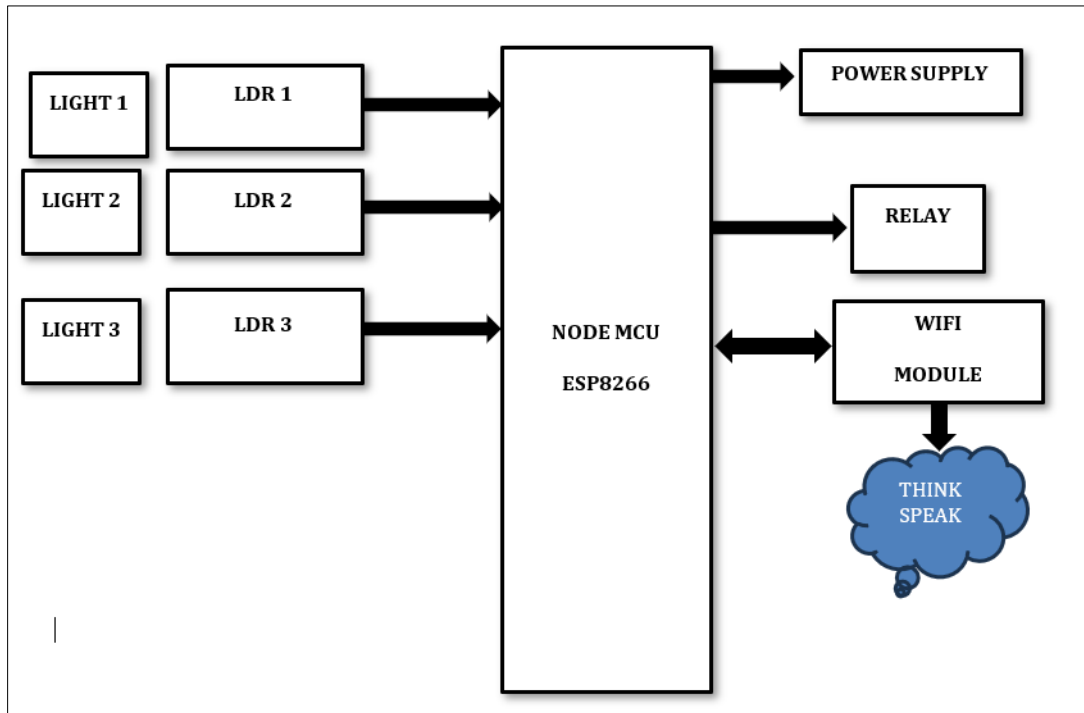 LIGHT 1
LDR 1
POWER SUPPLY
LIGHT 2
LDR 2
RELAY
LIGHT 3
LDR 3
NODE MCU
ESP8266
WIFI
MODULE
THINK
SPEAK